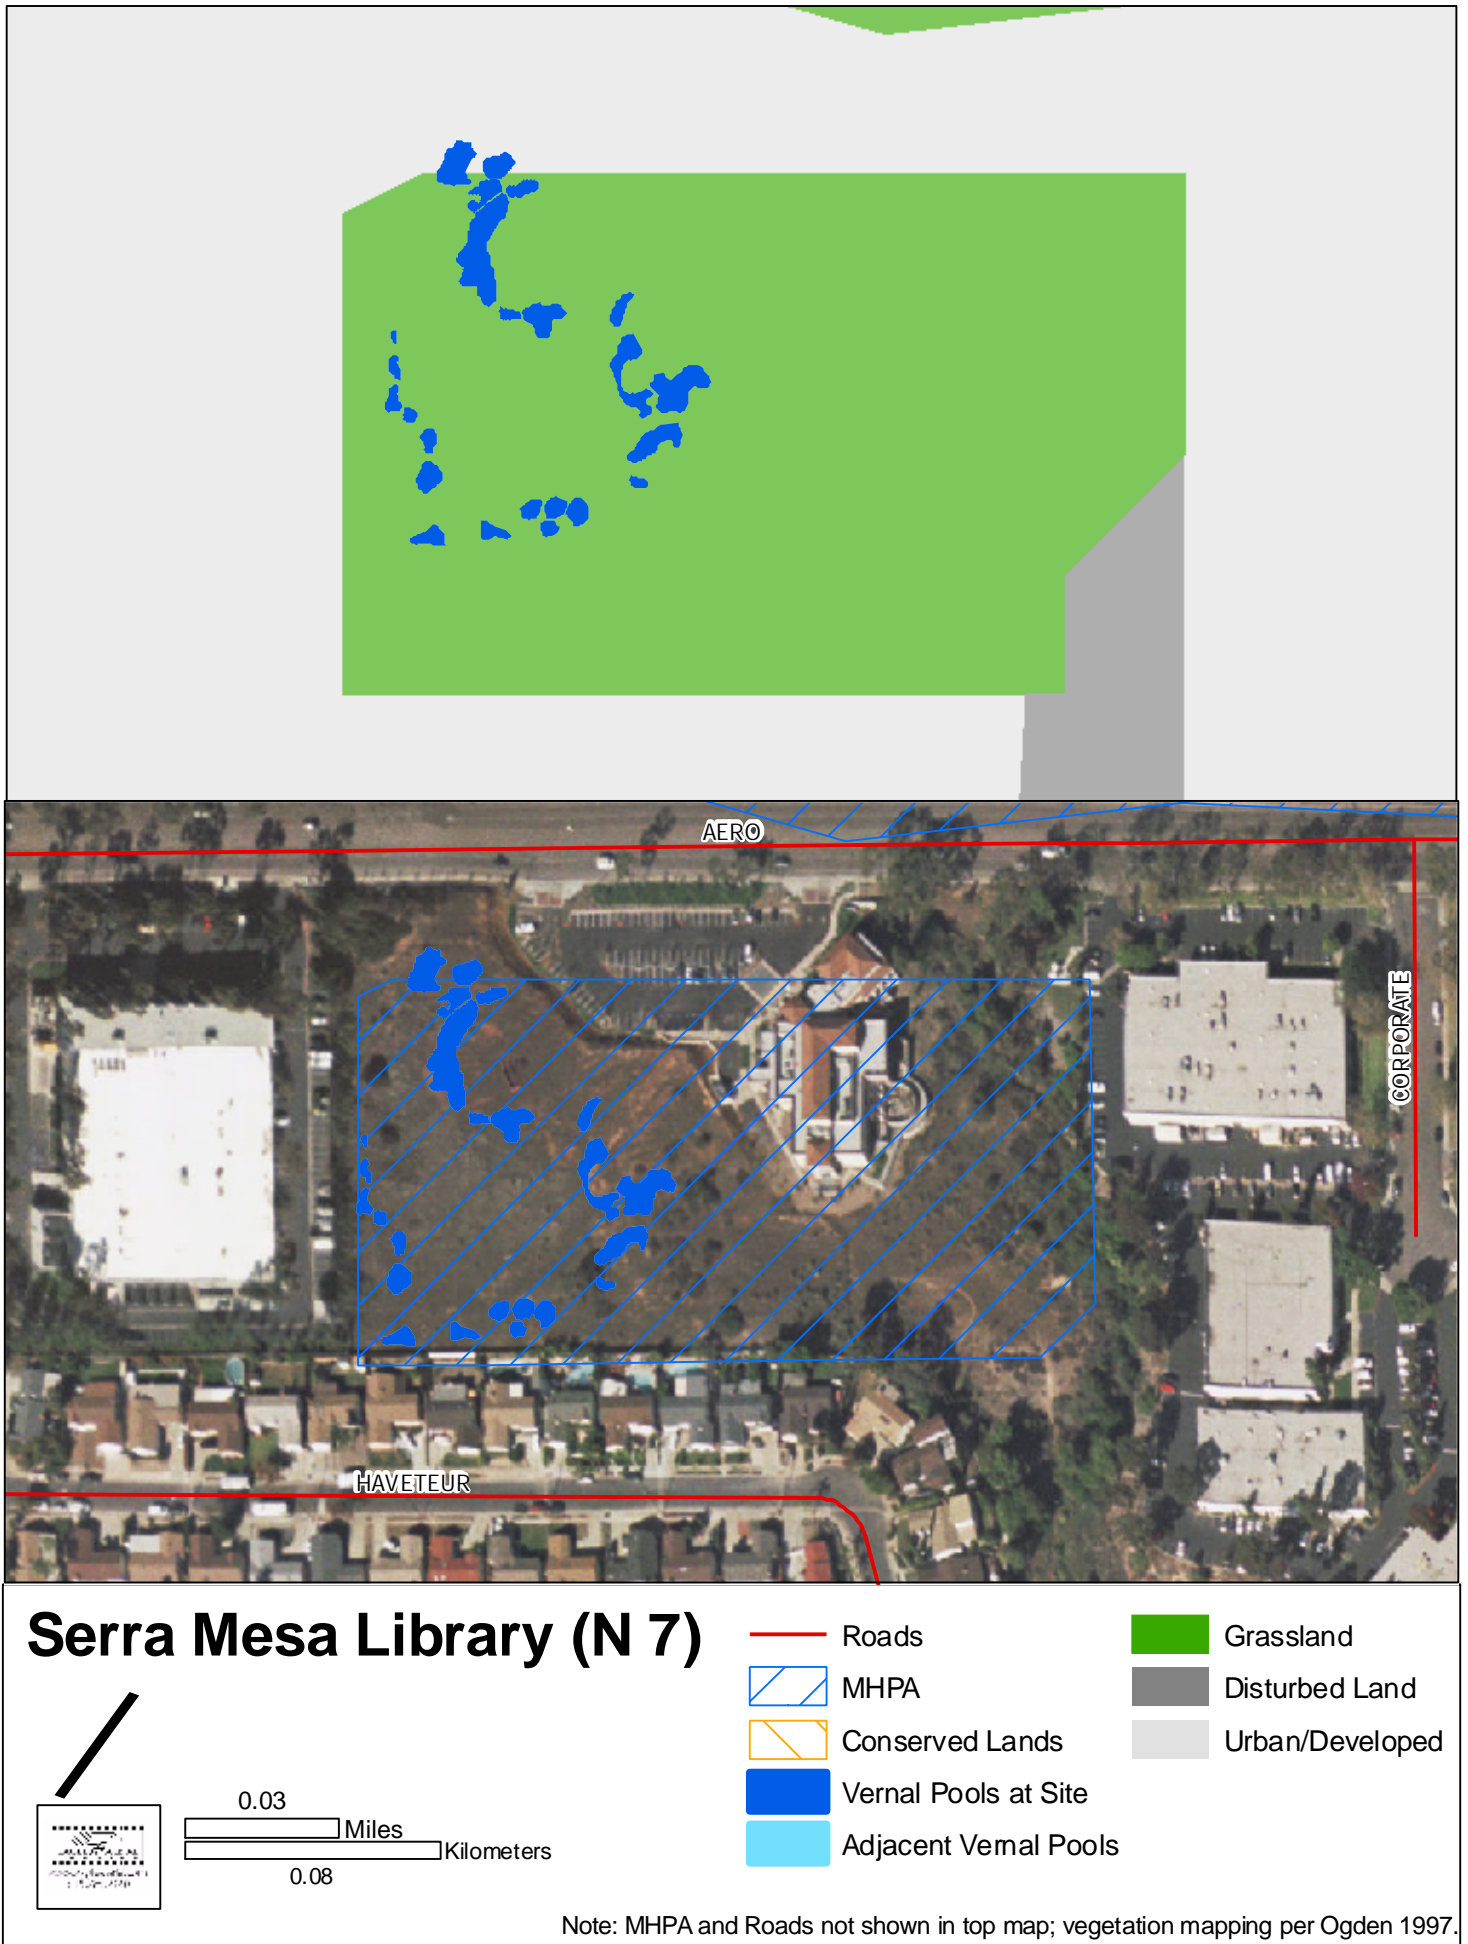 AERO
CORPORATE
HAVETEUR
Serra Mesa Library (N 7)
Roads
MHPA
Conserved Lands
Vernal Pools at Site
Adjacent Vernal Pools
Grassland
Disturbed Land
Urban/Developed
0.03
Miles
Kilometers
0.08
Note: MHPA and Roads not shown in top map; vegetation mapping per Ogden 1997.